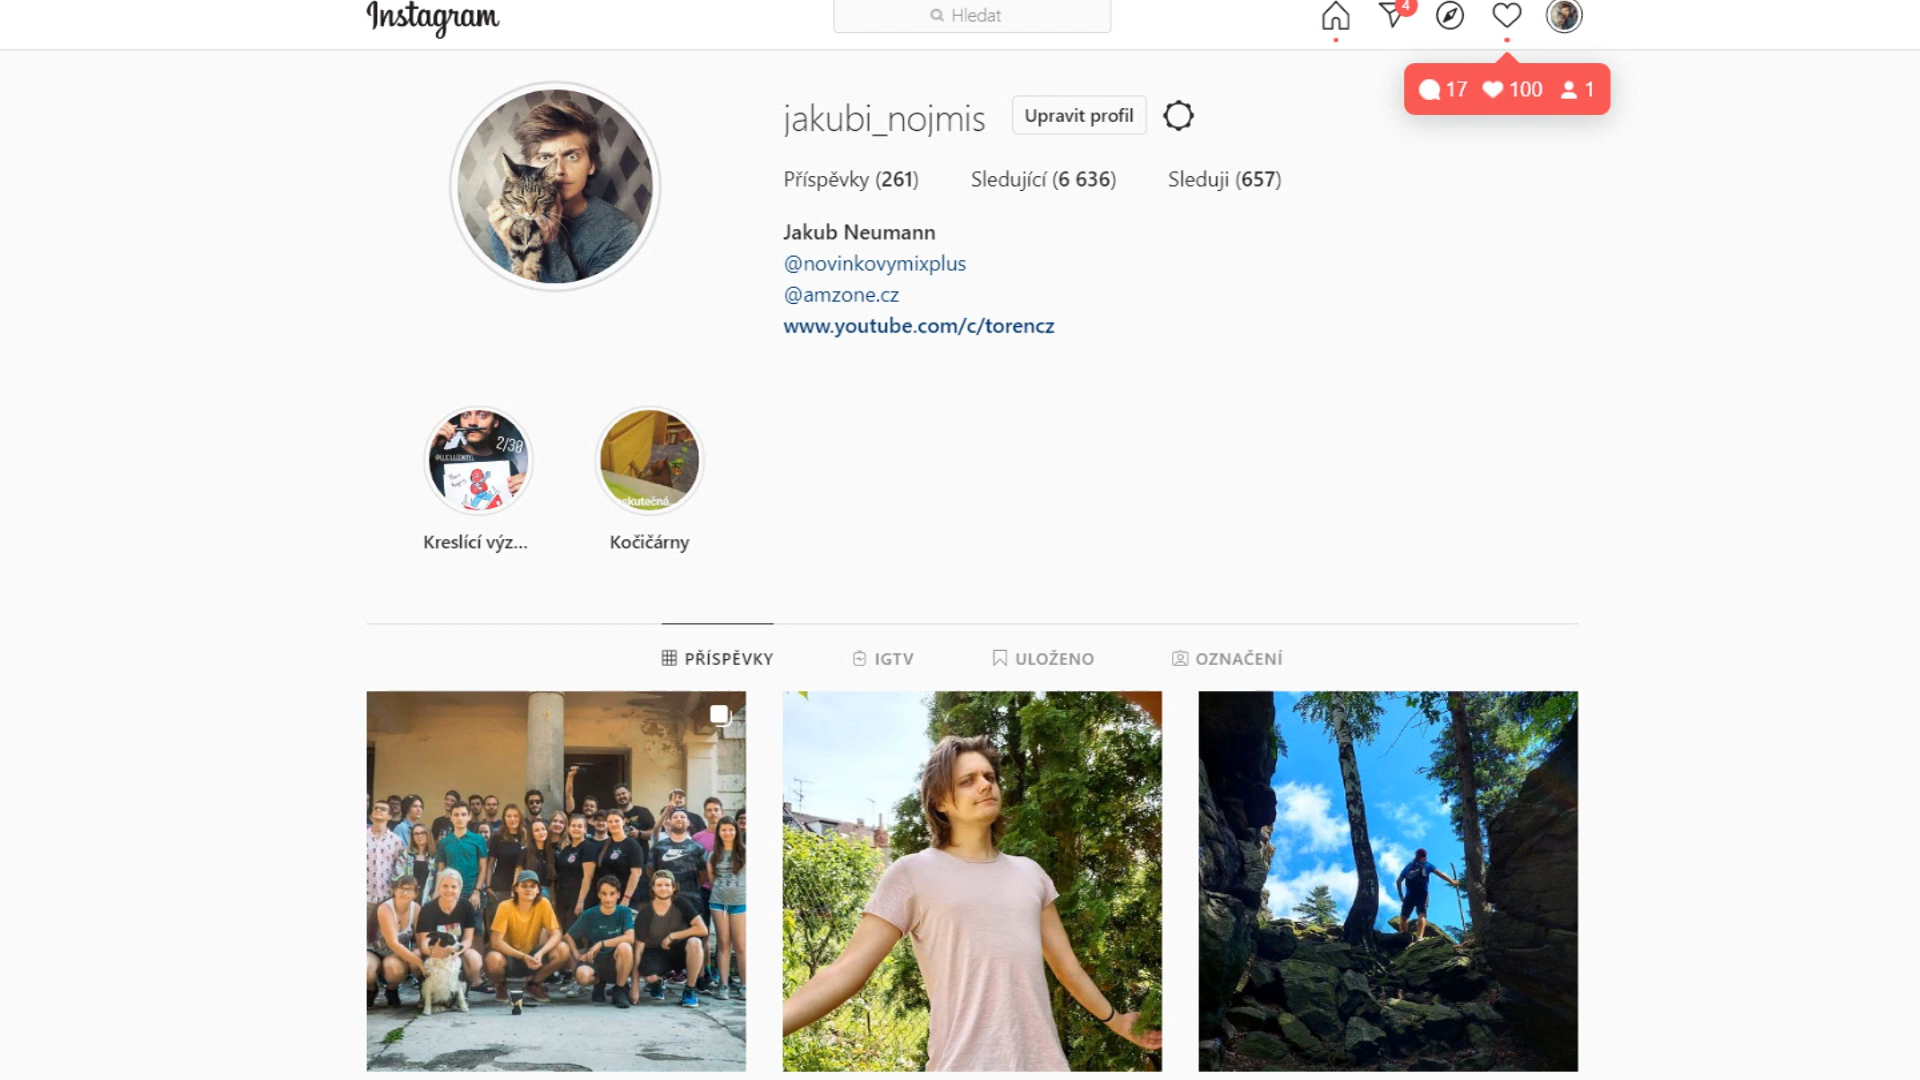 Instagram
Hledat
4
17 100 1
jakubi_nojmis Upravit profil
Příspěvky (261) Sledující (6 636) Sleduji (657)
Jakub Neumann
@novinkovymixplus
@amzone.cz
www.youtube.com/c/torencz
2/30
skutečná
Kreslící výz... Kočičárny
PŘÍSPĚVKY IGTV ULOŽENO OZNAČENÍ